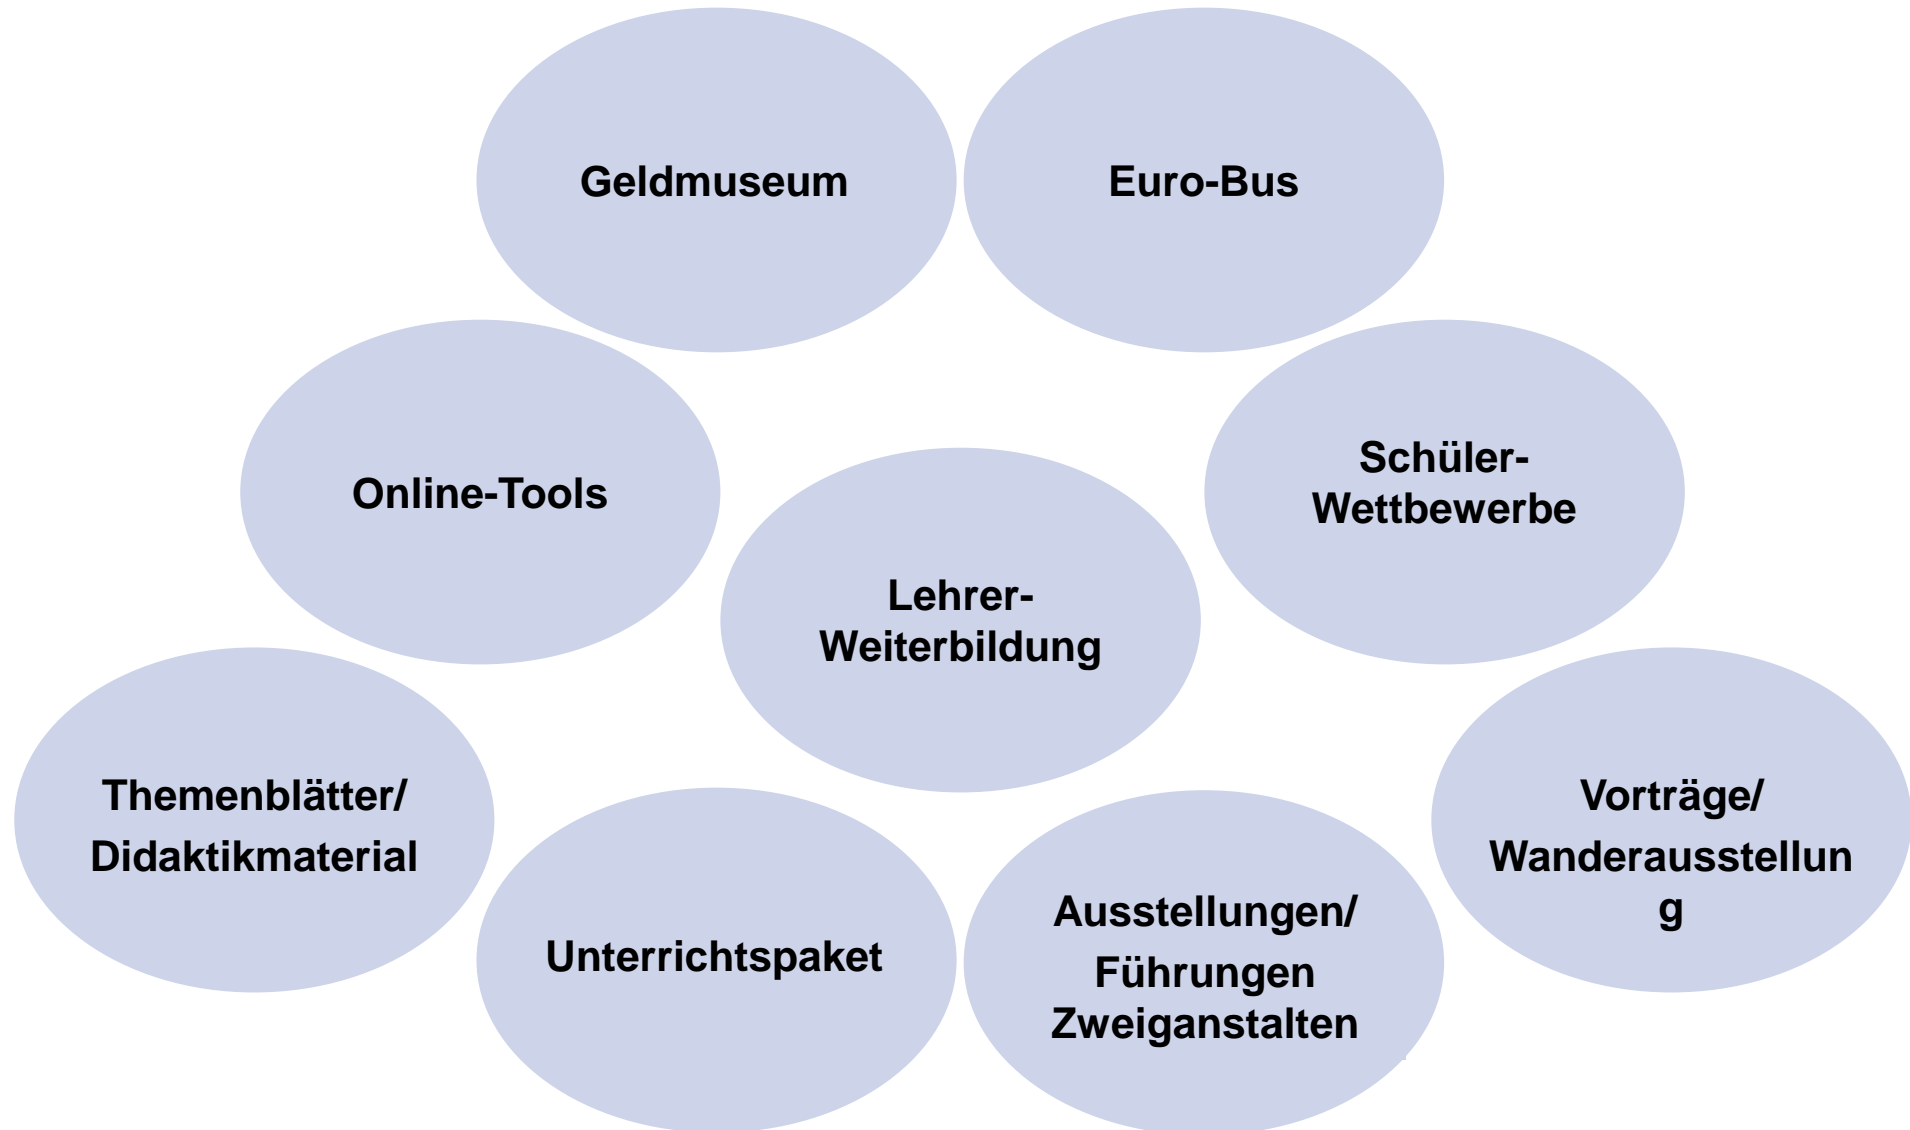 Geldmuseum
Euro-Bus
Online-Tools
Schüler-
Wettbewerbe
Lehrer-
Weiterbildung
Themenblätter/
Didaktikmaterial
Vorträge/
Wanderausstellun
g
Unterrichtspaket
Ausstellungen/
Führungen
Zweiganstalten